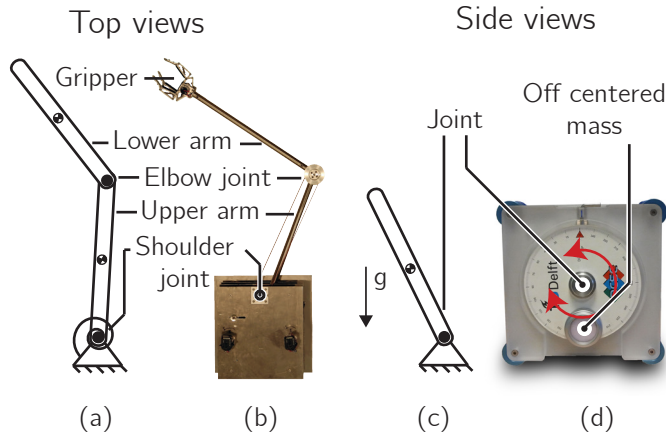 Top views
Side views
Gripper
Lower arm
Elbow joint
Upper arm
Shoulder
joint
Joint
Off centered
mass
g
Delft
(a)
(b)
(c)
(d)